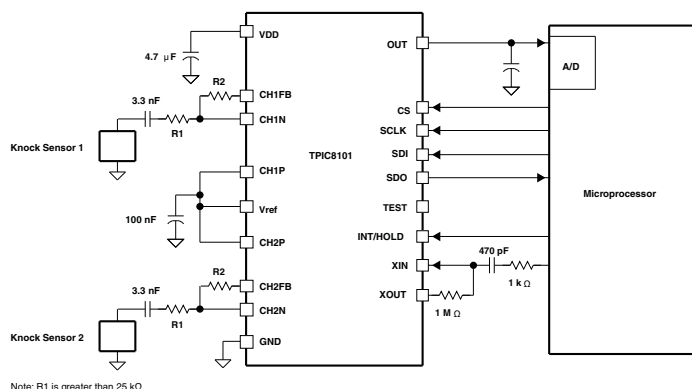 VDD
4.7 μF
R2
CH1FB
3.3 nF
CH1N
R1
Knock Sensor 1
CH1P
Vref
100 nF
CH2P
R2
CH2FB
3.3 nF
CH2N
R1
Knock Sensor 2
GND
TPIC8101
OUT
CS
SCLK
SDI
SDO
TEST
INT/HOLD
XIN
XOUT
470 pF
1 k Ω
1 M Ω
A/D
Microprocessor
Note: R1 is greater than 25 kΩ